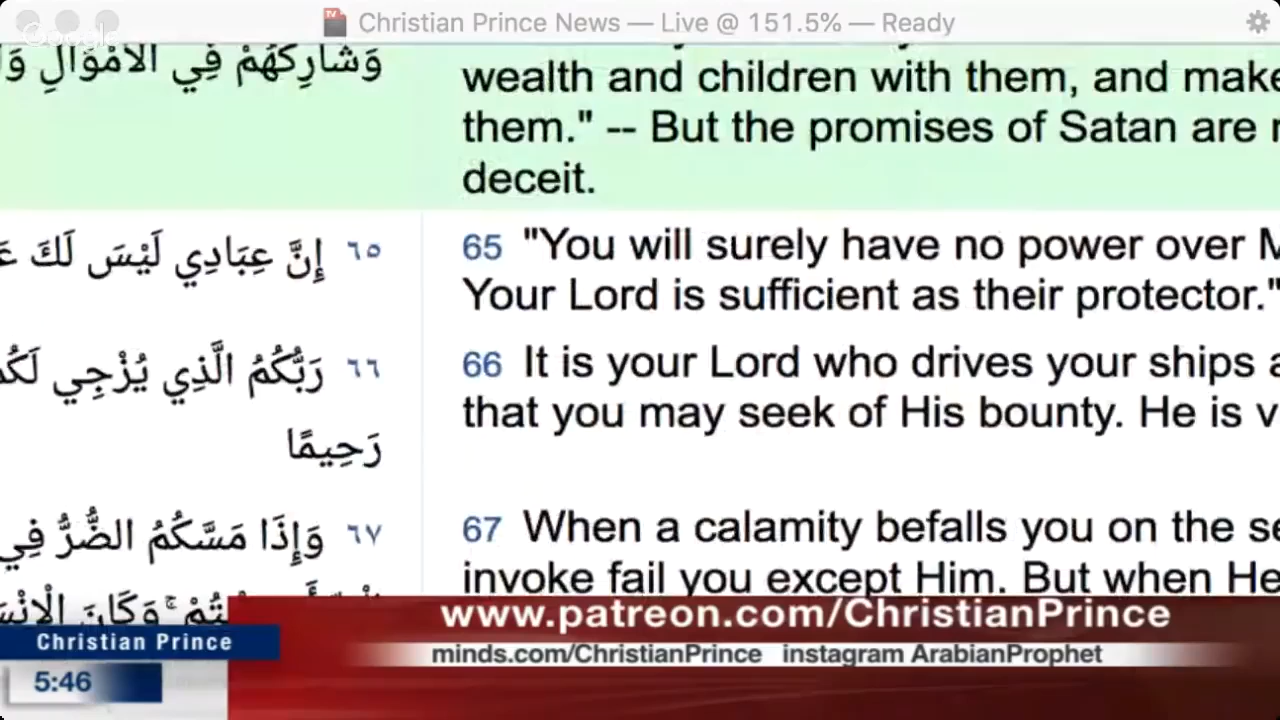 Christian Prince News — Live @ 151.5% — Ready
Google
وَشَارِكْهُمْ فِي الْأَمْوَالِ
wealth and children with them, and make
them." -- But the promises of Satan are
deceit.
٦٥ إِنَّ عِبَادِي لَيْسَ لَكَ
65 "You will surely have no power over
Your Lord is sufficient as their protector."
٦٦ رَبُّكُمُ الَّذِي يُزْجِي
66 It is your Lord who drives your ships
that you may seek of His bounty. He is
رَحِيمًا
٦٧ وَإِذَا مَسَّكُمُ الضُّرُّ فِي
67 When a calamity befalls you on the
invoke fail you except Him. But when He
وَكَانَ
www.patreon.com/ChristianPrince
Christian Prince
minds.com/ChristianPrince instagram ArabianProphet
5:46